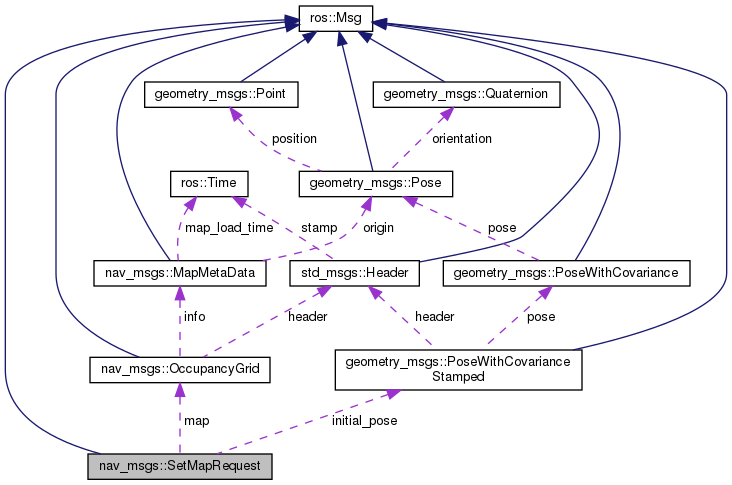 ros::Msg
geometry_msgs::Point
geometry_msgs::Quaternion
position
orientation
ros::Time
geometry_msgs::Pose
map_load_time
stamp
origin
pose
nav_msgs::MapMetaData
std_msgs::Header
geometry_msgs::PoseWithCovariance
info
header
header
pose
nav_msgs::OccupancyGrid
geometry_msgs::PoseWithCovariance
Stamped
map
initial_pose
nav_msgs::SetMapRequest